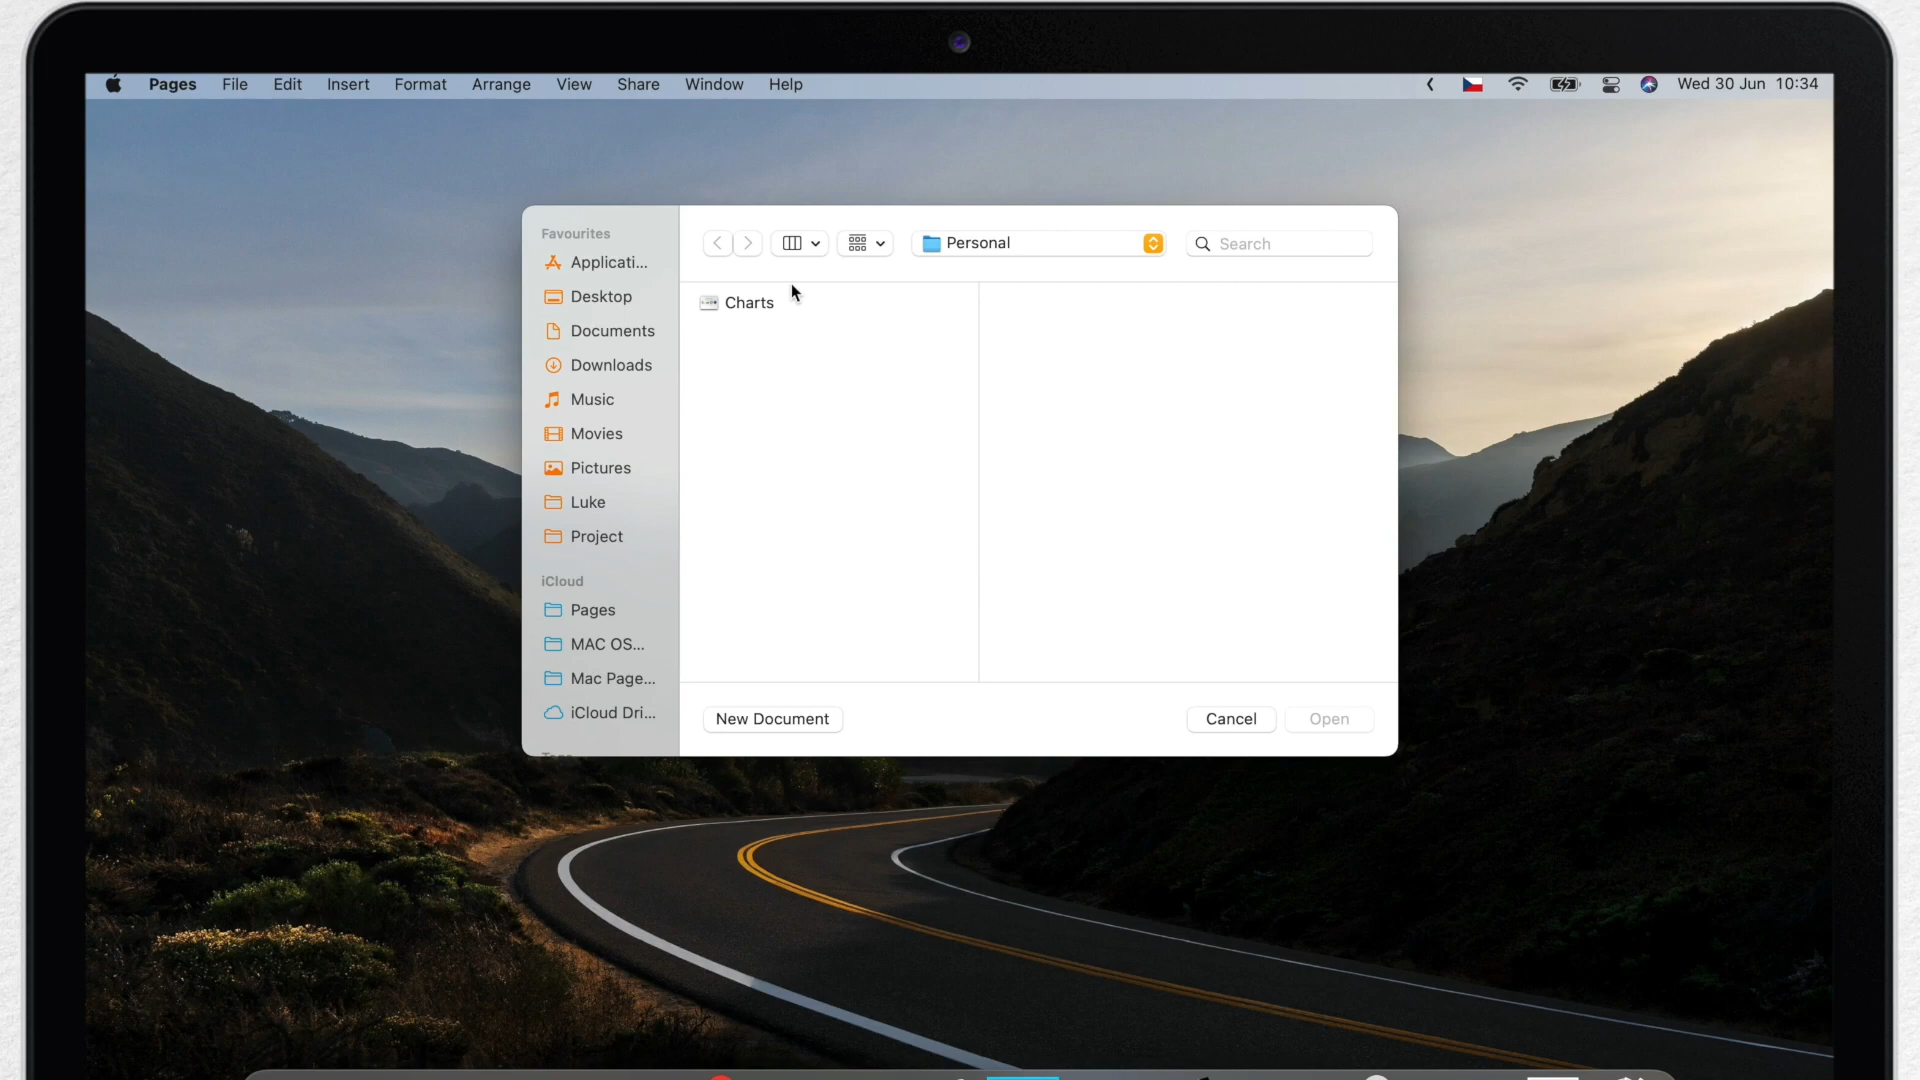 Pages File Edit Insert Format Arrange View Share Window Help Wed 30 Jun 10:34
Favourites
Applicati...
Desktop
Documents
Downloads
Music
Movies
Pictures
Luke
Project
iCloud
Pages
MAC OS...
Mac Page...
iCloud Dri...
Personal
Search
Charts
New Document
Cancel
Open